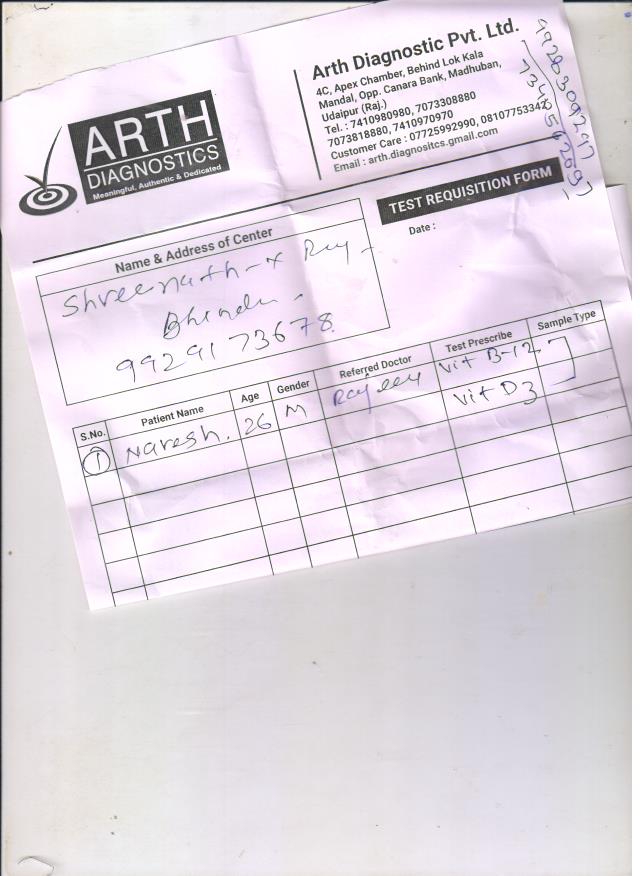 ARTH
DIAGNOSTICS
Meaningful, Authentic & Dedicated
Arth Diagnostic Pvt. Ltd.
4C, Apex Chamber, Behind Lok Kala
Mandal, Opp. Canara Bank, Madhuban,
Udaipur (Raj.)
Tel. : 7410980980, 7073308880
7073818880, 7410970970
Customer Care : 07725992990, 08107753342
Email : arth.diagnositcs.gmail.com
TEST REQUISITION FORM
Date :
Name & Address of Center
Shreenath-X Ray-
Bhinder-
9929173678
S.No. Patient Name Age Gender Referred Doctor Test Prescribe Sample Type
1 Naresh. 26 M Rajeev Vit B-12
Vit D3